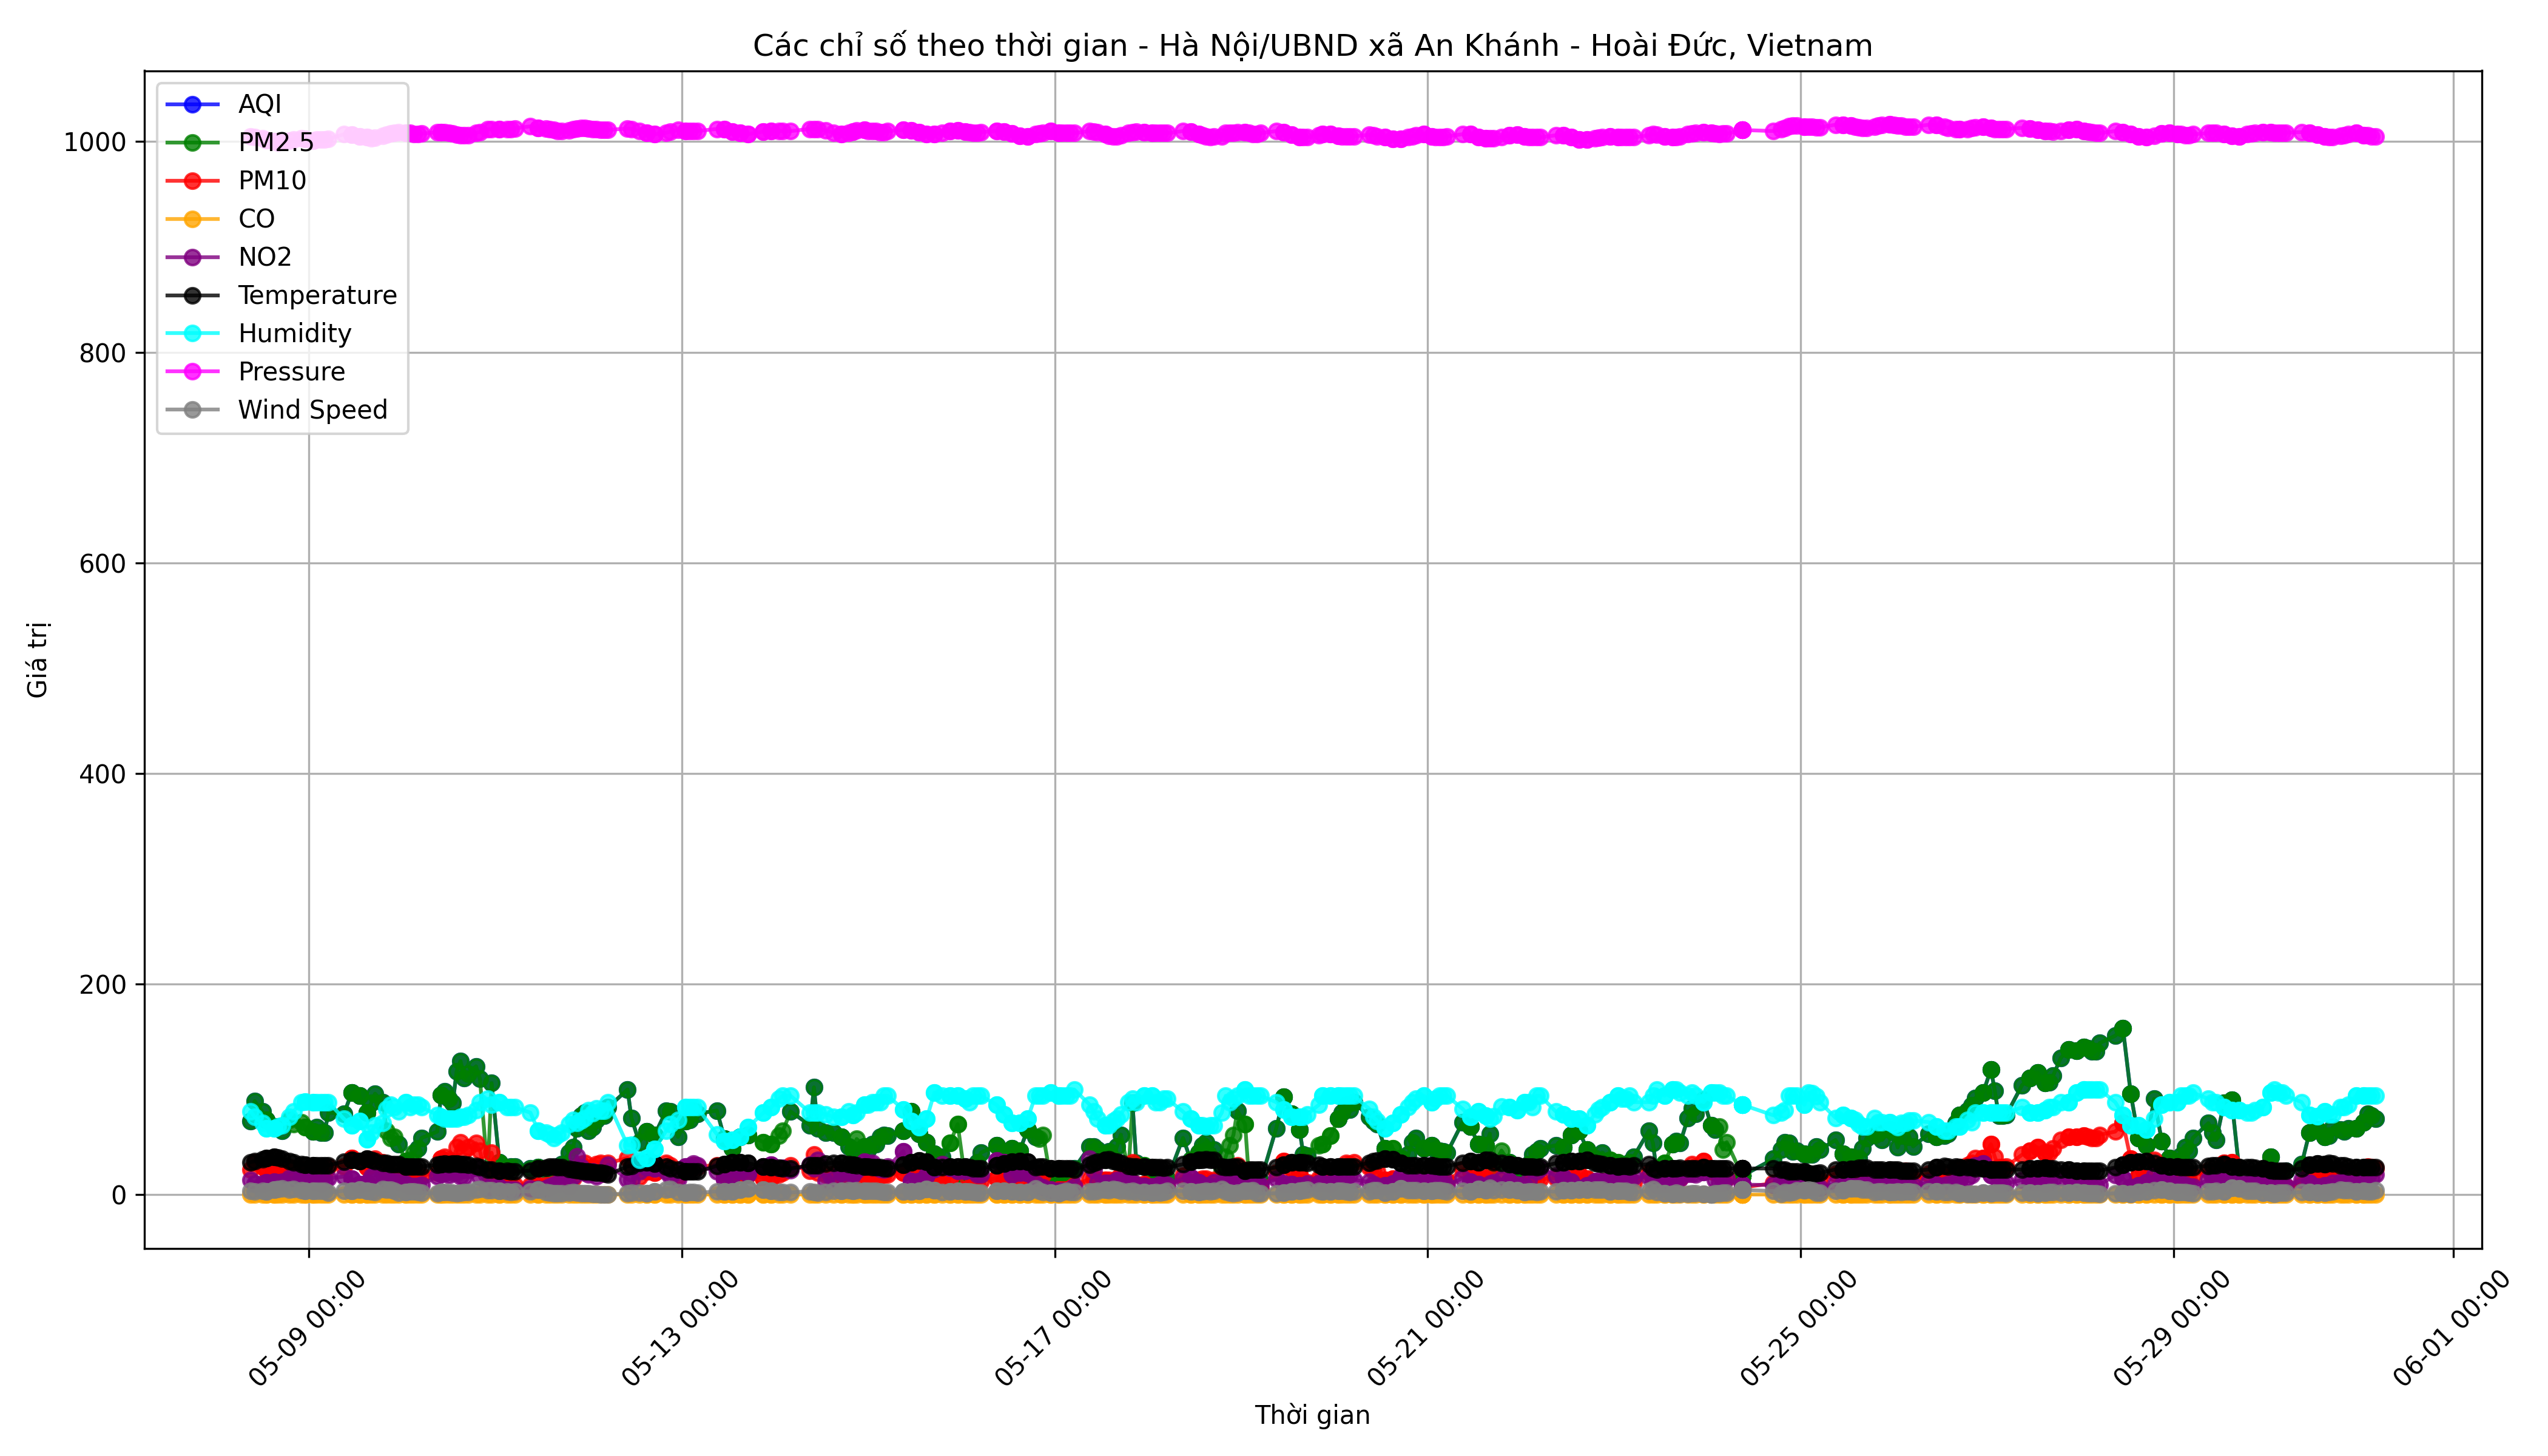 Các chỉ số theo thời gian - Hà Nội/UBND xã An Khánh - Hoài Đức, Vietnam
AQI
PM2.5
PM10
CO
NO2
Temperature
Humidity
Pressure
Wind Speed
1000
800
600
400
200
0
Giá trị
05-09 00:00
05-13 00:00
05-17 00:00
05-21 00:00
05-25 00:00
05-29 00:00
06-01 00:00
Thời gian